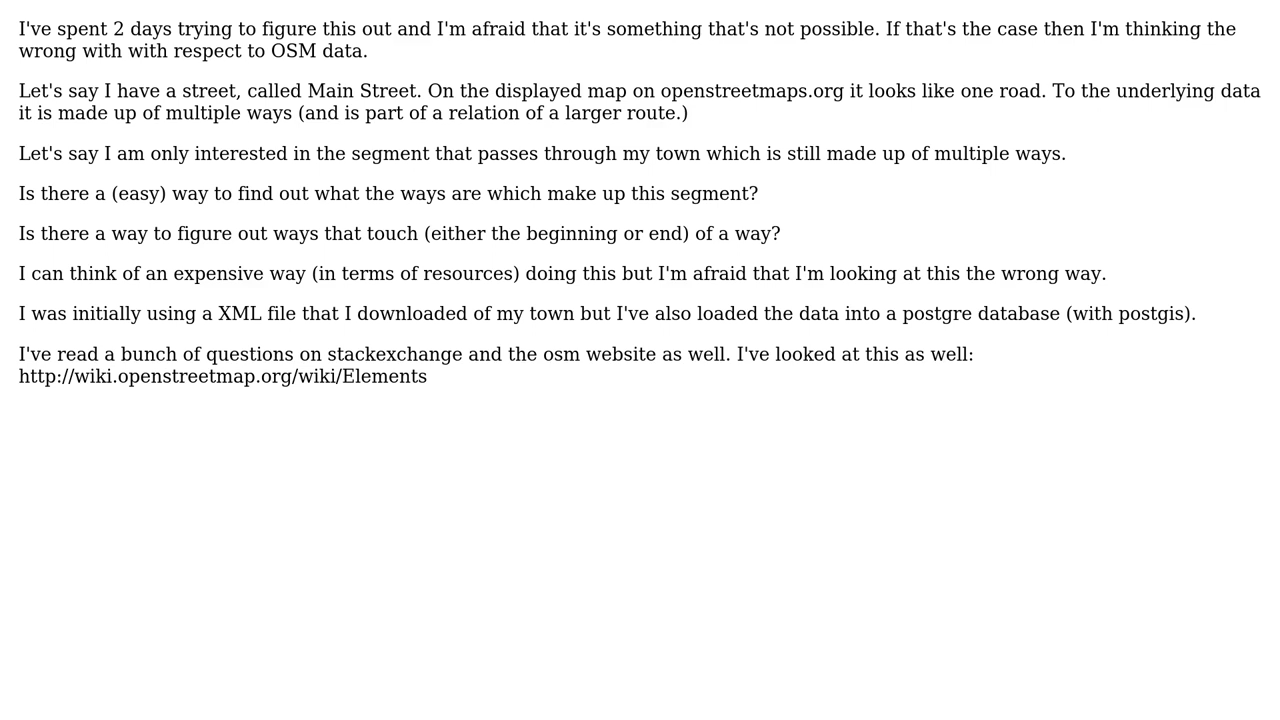 I've spent 2 days trying to figure this out and I'm afraid that it's something that's not possible. If that's the case then I'm thinking the
wrong with with respect to OSM data.
Let's say I have a street, called Main Street. On the displayed map on openstreetmaps.org it looks like one road. To the underlying data
it is made up of multiple ways (and is part of a relation of a larger route.)
Let's say I am only interested in the segment that passes through my town which is still made up of multiple ways.
Is there a (easy) way to find out what the ways are which make up this segment?
Is there a way to figure out ways that touch (either the beginning or end) of a way?
I can think of an expensive way (in terms of resources) doing this but I'm afraid that I'm looking at this the wrong way.
I was initially using a XML file that I downloaded of my town but I've also loaded the data into a postgre database (with postgis).
I've read a bunch of questions on stackexchange and the osm website as well. I've looked at this as well:
http://wiki.openstreetmap.org/wiki/Elements